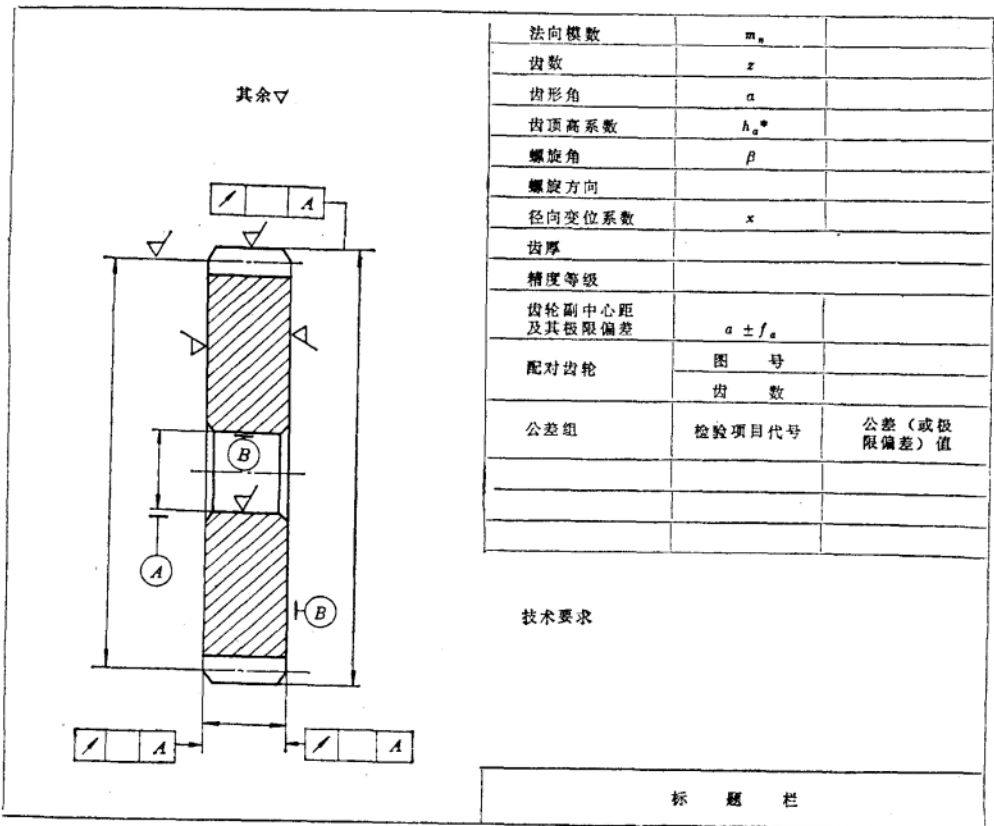 其余
A
B
A
B
A
A
法向模数 mₙ
齿数 z
齿形角 α
齿顶高系数 hₐ*
螺旋角 β
螺旋方向
径向变位系数 x
齿厚
精度等级
齿轮副中心距
及其极限偏差 a ± fₐ
配对齿轮 图 号
齿 数
公差组 检验项目代号 公差（或极
限偏差）值
技术要求
标 题 栏